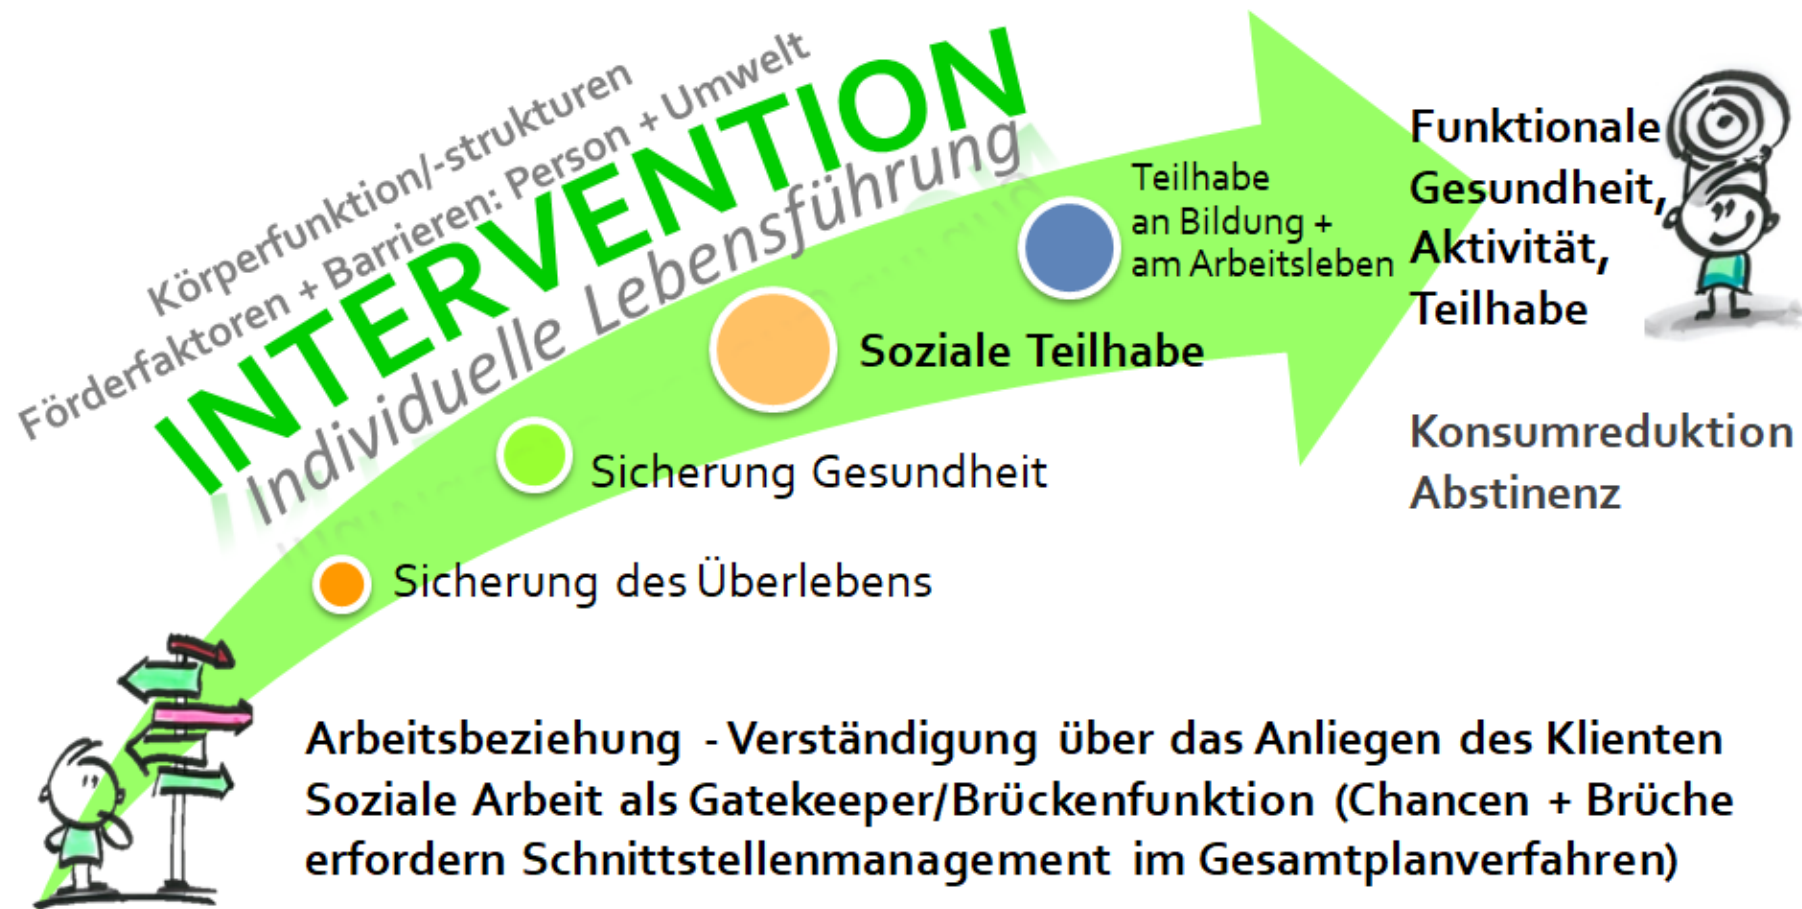 Körperfunktion/-strukturen
Förderfaktoren + Barrieren: Person + Umwelt
INTERVENTION
Individuelle Lebensführung
Teilhabe
an Bildung +
am Arbeitsleben
Soziale Teilhabe
Sicherung Gesundheit
Sicherung des Überlebens
Funktionale
Gesundheit,
Aktivität,
Teilhabe
Konsumreduktion
Abstinenz
Arbeitsbeziehung - Verständigung über das Anliegen des Klienten
Soziale Arbeit als Gatekeeper/Brückenfunktion (Chancen + Brüche
erfordern Schnittstellenmanagement im Gesamtplanverfahren)